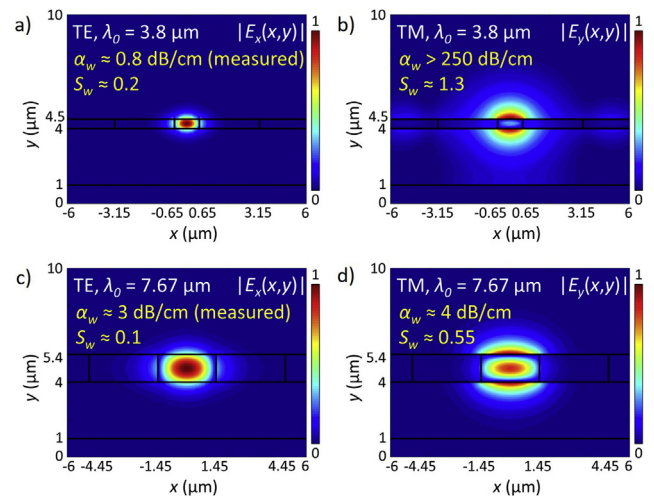 a)
TE, λ0 = 3.8 μm
|Ex(x,y)|
αw ≈ 0.8 dB/cm (measured)
Sw ≈ 0.2
10
4.5
4
1
0
y (μm)
-6 -3.15 -0.65 0.65 3.15 6
x (μm)
1
0
b)
TM, λ0 = 3.8 μm
|Ey(x,y)|
αw > 250 dB/cm
Sw ≈ 1.3
10
4.5
4
1
0
y (μm)
-6 -3.15 -0.65 0.65 3.15 6
x (μm)
1
0
c)
TE, λ0 = 7.67 μm
|Ex(x,y)|
αw ≈ 3 dB/cm (measured)
Sw ≈ 0.1
10
5.4
4
1
0
y (μm)
-6 -4.45 -1.45 1.45 4.45 6
x (μm)
1
0
d)
TM, λ0 = 7.67 μm
|Ey(x,y)|
αw ≈ 4 dB/cm
Sw ≈ 0.55
10
5.4
4
1
0
y (μm)
-6 -4.45 -1.45 1.45 4.45 6
x (μm)
1
0